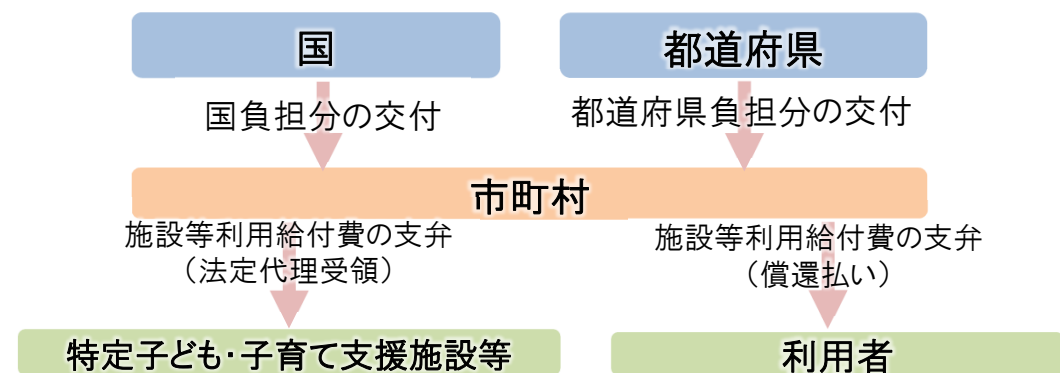 国
都道府県
国負担分の交付
都道府県負担分の交付
市町村
施設等利用給付費の支弁
（法定代理受領）
施設等利用給付費の支弁
（償還払い）
特定子ども・子育て支援施設等
利用者